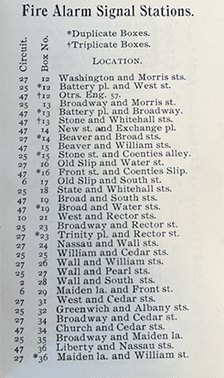 Fire Alarm Signal Stations.
*Duplicate Boxes.
†Triplicate Boxes.
Circuit. Box No. LOCATION.
27 12 Washington and Morris sts.
25 *12 Battery pl. and West st.
47 †12 Qtrs. Eng. 57.
25 13 Broadway and Morris st.
47 *13 Battery pl. and Broadway.
47 †13 Stone and Whitehall sts.
47 14 New st. and Exchange pl.
27 *14 Beaver and Broad sts.
47 15 Beaver and William sts.
25 *15 Stone st. and Coenties alley.
27 16 Old Slip and Water st.
47 *16 Front st. and Coenties Slip.
6 17 Old Slip and South st.
25 18 State and Whitehall sts.
47 19 Broad and South sts.
47 *19 Broad and Water sts.
10 21 West and Rector sts.
25 23 Broadway and Rector st.
27 *23 Trinity pl. and Rector st.
27 24 Nassau and Wall sts.
25 25 William and Cedar sts.
27 26 Wall and William sts.
25 27 Wall and Pearl sts.
2 28 Wall and South sts.
6 29 Maiden la. and Front st.
27 31 West and Cedar sts.
25 32 Greenwich and Albany sts.
27 34 Broadway and Cedar st.
47 34 Church and Cedar sts.
25 35 Broadway and Maiden la.
47 36 Liberty and Nassau sts.
27 *36 Maiden la. and William st.